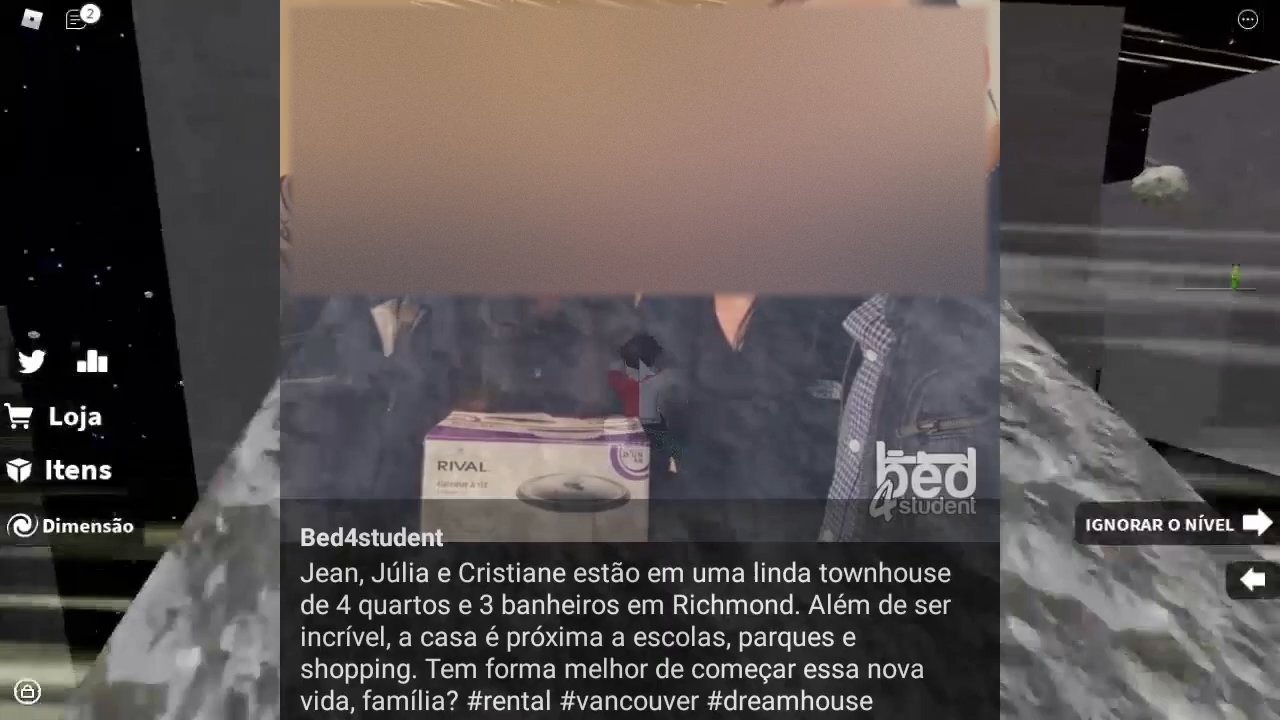 2
Loja
Itens
Dimensão
RIVAL
bed
4student
IGNORAR O NÍVEL
Bed4student
Jean, Júlia e Cristiane estão em uma linda townhouse
de 4 quartos e 3 banheiros em Richmond. Além de ser
incrível, a casa é próxima a escolas, parques e
shopping. Tem forma melhor de começar essa nova
vida, família? #rental #vancouver #dreamhouse